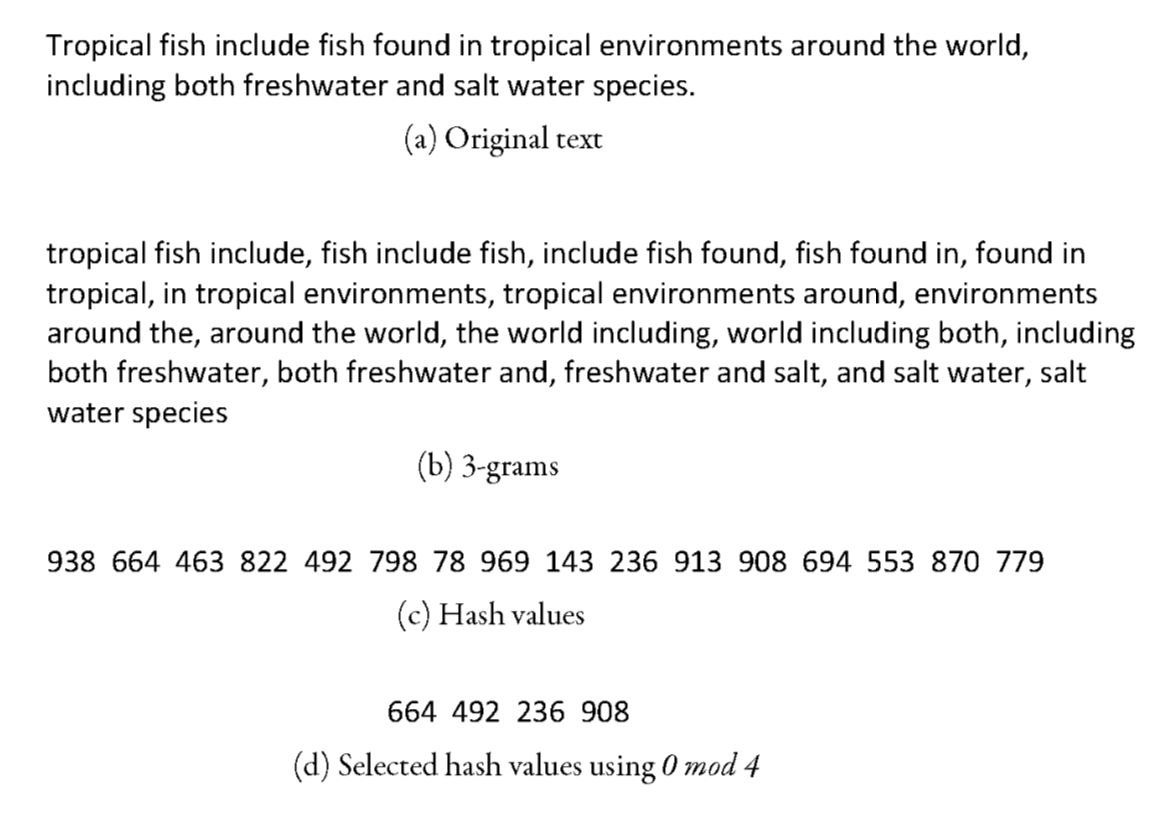 Tropical fish include fish found in tropical environments around the world,
including both freshwater and salt water species.
(a) Original text
tropical fish include, fish include fish, include fish found, fish found in, found in
tropical, in tropical environments, tropical environments around, environments
around the, around the world, the world including, world including both, including
both freshwater, both freshwater and, freshwater and salt, and salt water, salt
water species
(b) 3-grams
938 664 463 822 492 798 78 969 143 236 913 908 694 553 870 779
(c) Hash values
664 492 236 908
(d) Selected hash values using 0 mod 4